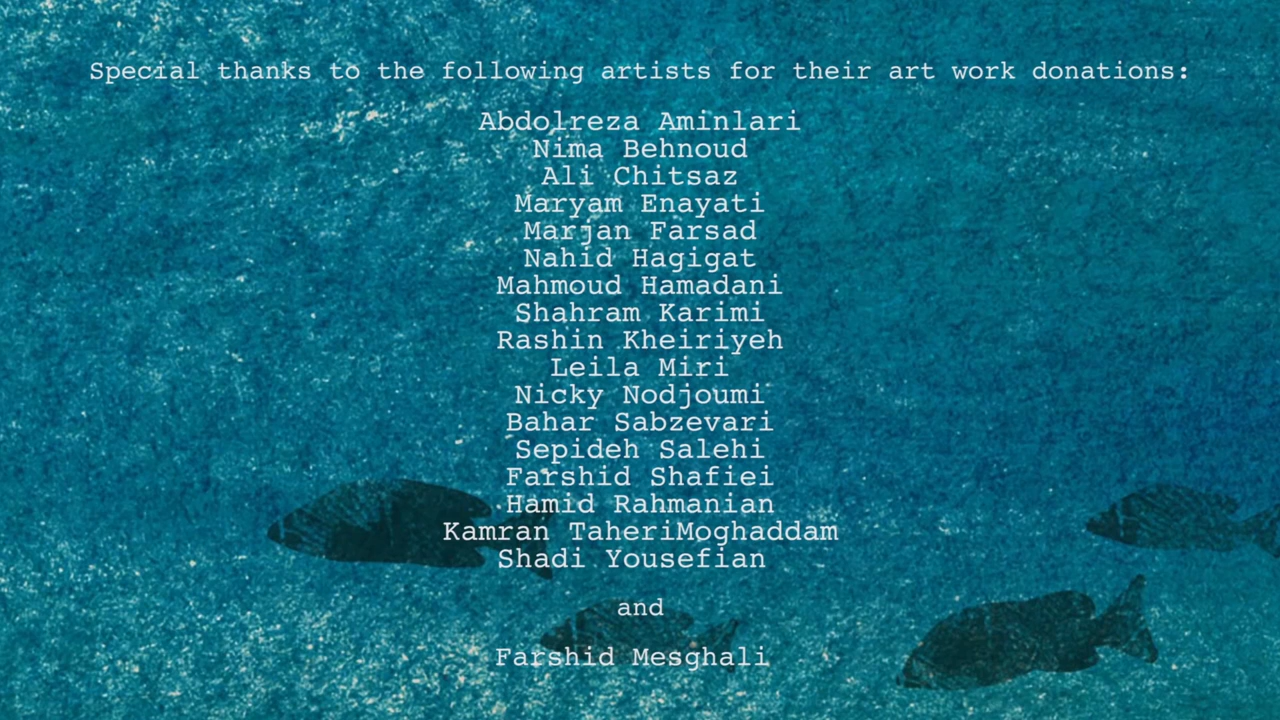 Special thanks to the following artists for their art work donations:
Abdolreza Aminlari
Nima Behnoud
Ali Chitsaz
Maryam Enayati
Marjan Farsad
Nahid Hagigat
Mahmoud Hamadani
Shahram Karimi
Rashin Kheiriyeh
Leila Miri
Nicky Nodjoumi
Bahar Sabzevari
Sepideh Salehi
Farshid Shafiei
Hamid Rahmanian
Kamran TaheriMoghaddam
Shadi Yousefian
and
Farshid Mesghali